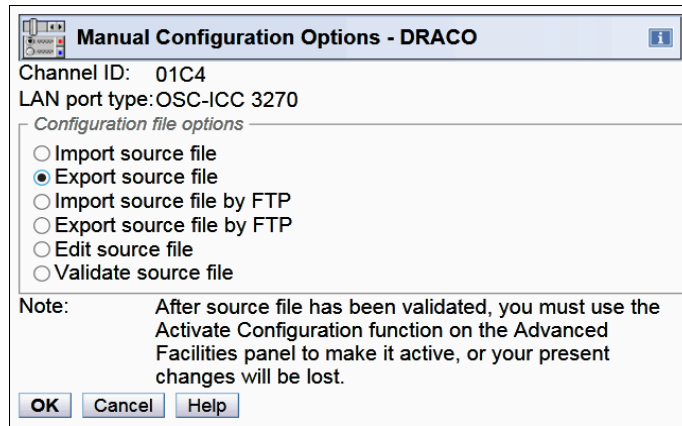 Manual Configuration Options - DRACO
i
Channel ID: 01C4
LAN port type:OSC-ICC 3270
Configuration file options
Import source file
Export source file
Import source file by FTP
Export source file by FTP
Edit source file
Validate source file
Note: After source file has been validated, you must use the
Activate Configuration function on the Advanced
Facilities panel to make it active, or your present
changes will be lost.
OK Cancel Help